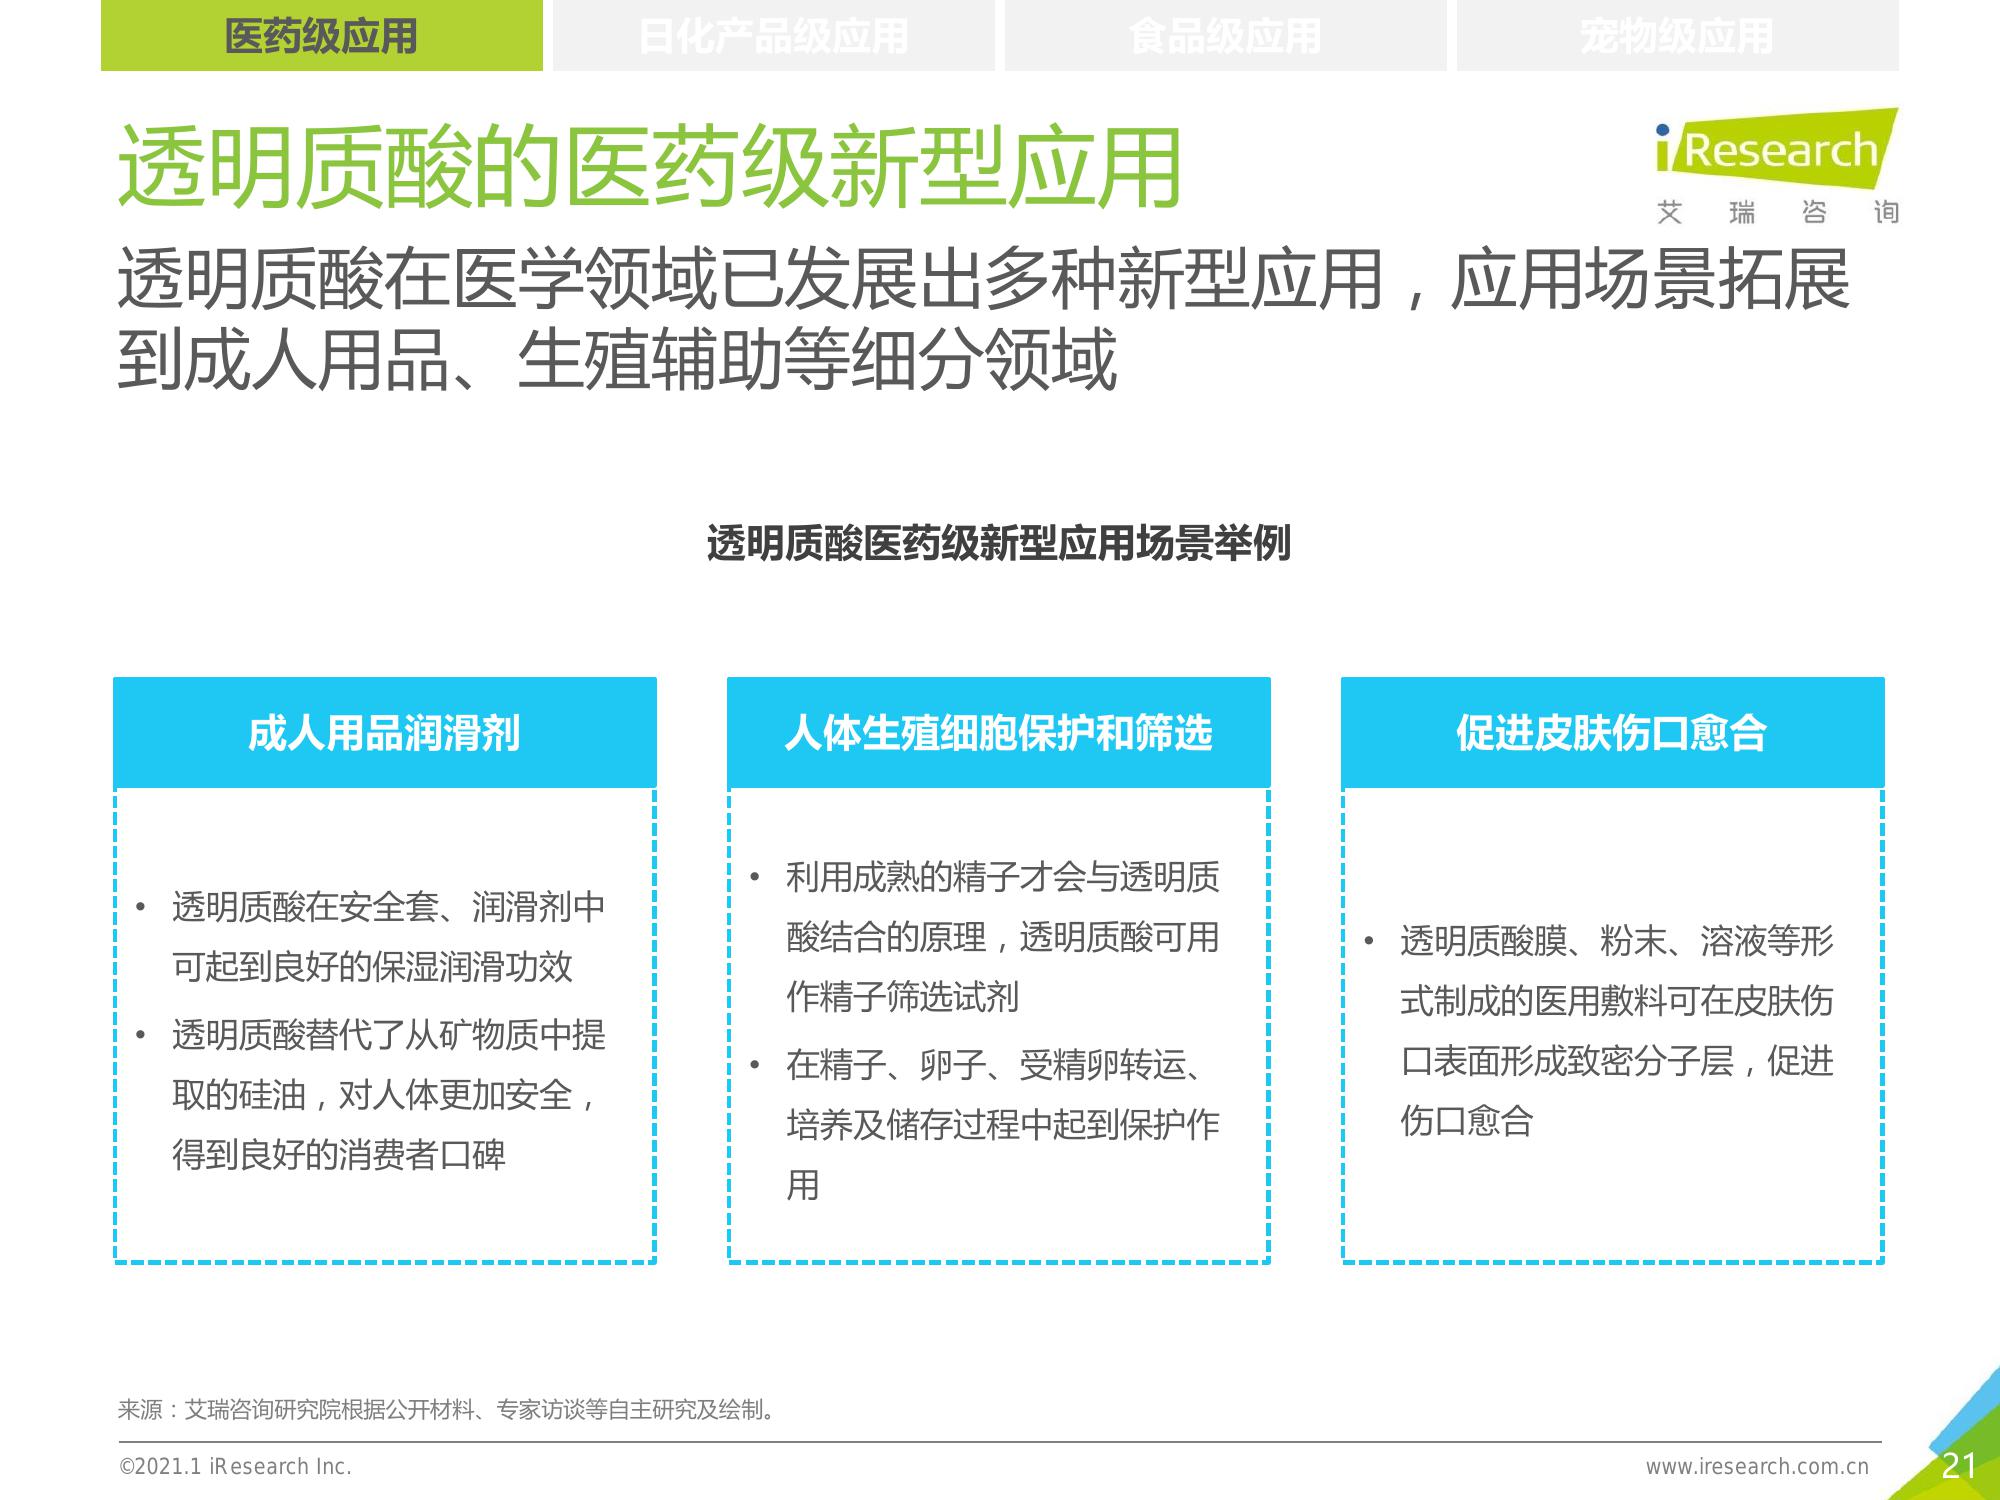 医药级应用
日化产品级应用
食品级应用
宠物级应用
透明质酸的医药级新型应用
iResearch
艾瑞咨询
透明质酸在医学领域已发展出多种新型应用，应用场景拓展
到成人用品、生殖辅助等细分领域
透明质酸医药级新型应用场景举例
成人用品润滑剂
• 透明质酸在安全套、润滑剂中
可起到良好的保湿润滑功效
• 透明质酸替代了从矿物质中提
取的硅油，对人体更加安全，
得到良好的消费者口碑
人体生殖细胞保护和筛选
• 利用成熟的精子才会与透明质
酸结合的原理，透明质酸可用
作精子筛选试剂
• 在精子、卵子、受精卵转运、
培养及储存过程中起到保护作
用
促进皮肤伤口愈合
• 透明质酸膜、粉末、溶液等形
式制成的医用敷料可在皮肤伤
口表面形成致密分子层，促进
伤口愈合
来源：艾瑞咨询研究院根据公开材料、专家访谈等自主研究及绘制。
©2021.1 iResearch Inc.
www.iresearch.com.cn
21